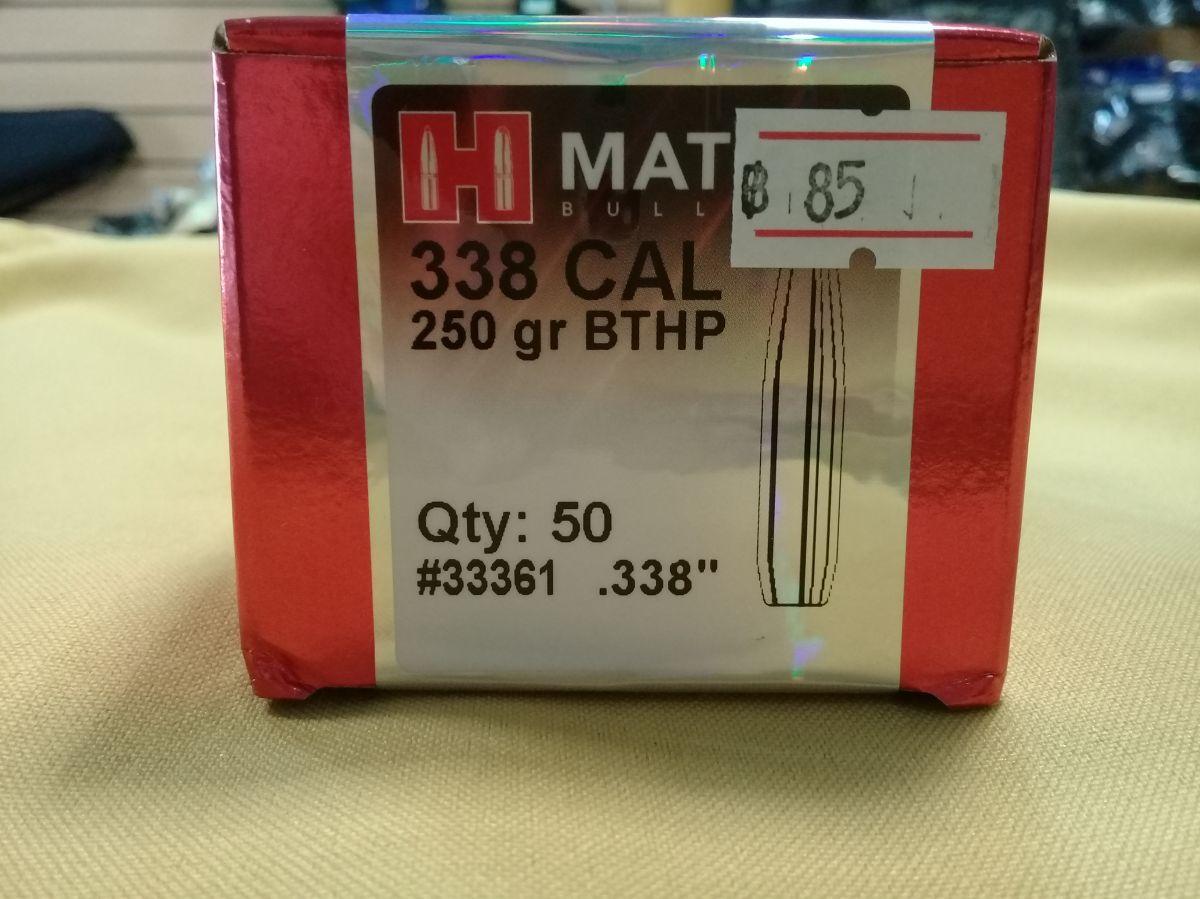 H MAT
BULL
฿ 85
338 CAL
250 gr BTHP
Qty: 50
#33361 .338"